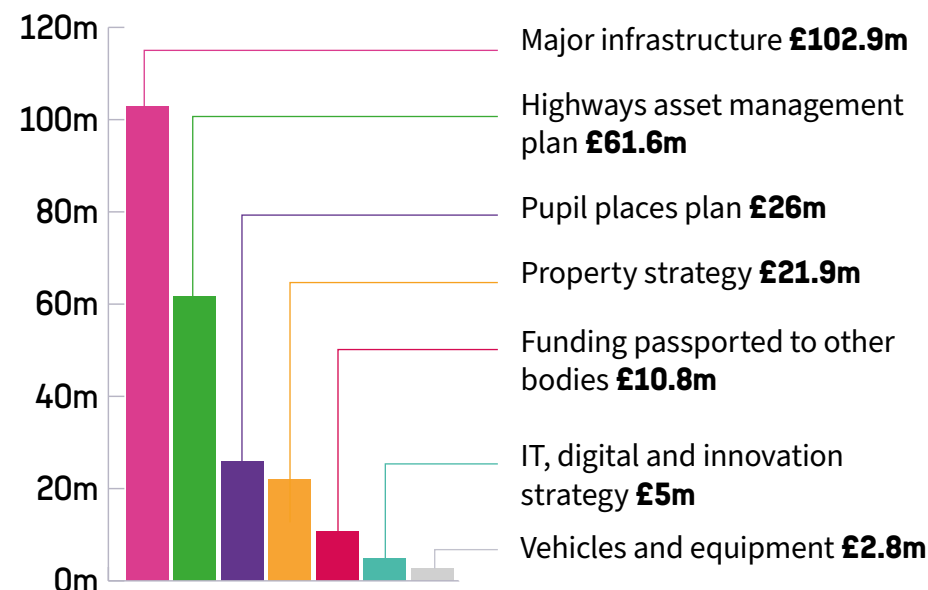 120m
100m
80m
60m
40m
20m
0m
Major infrastructure £102.9m
Highways asset management
plan £61.6m
Pupil places plan £26m
Property strategy £21.9m
Funding passported to other
bodies £10.8m
IT, digital and innovation
strategy £5m
Vehicles and equipment £2.8m